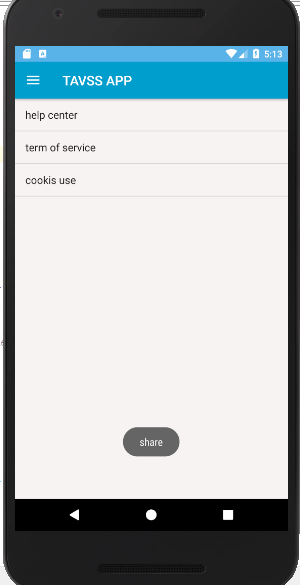 5:13
TAVSS APP
help center
term of service
cookis use
share